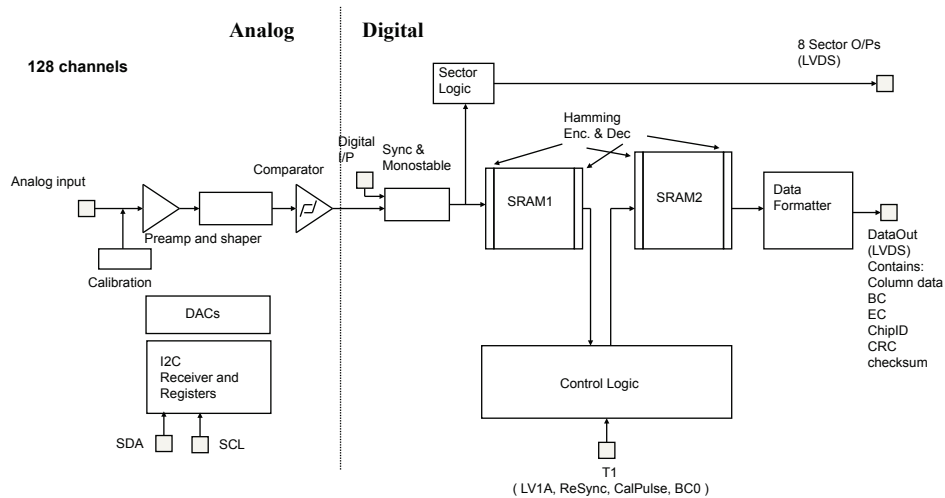 Analog
Digital
128 channels
8 Sector O/Ps
(LVDS)
Sector
Logic
Hamming
Enc. & Dec
Digital
I/P
Sync &
Monostable
Comparator
Analog input
SRAM1
SRAM2
Data
Formatter
Preamp and shaper
Calibration
DataOut
(LVDS)
Contains:
Column data
BC
EC
ChipID
CRC
checksum
DACs
I2C
Receiver and
Registers
Control Logic
SDA
SCL
T1
( LV1A, ReSync, CalPulse, BC0 )